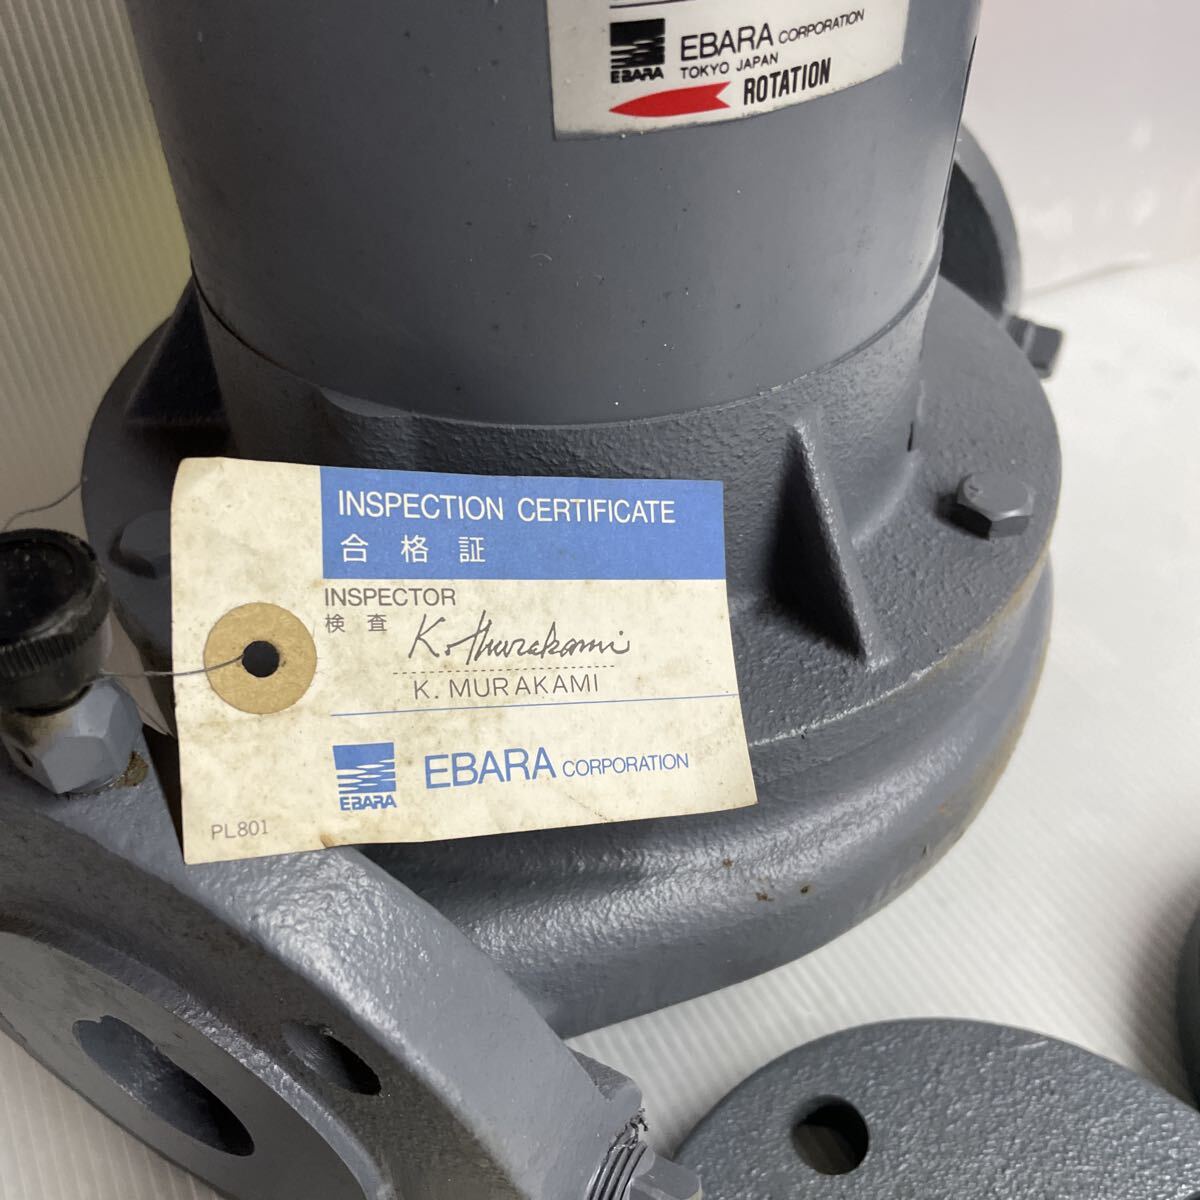 EBARA CORPORATION
EBARA
TOKYO JAPAN
ROTATION
INSPECTION CERTIFICATE
合格証
INSPECTOR
検査
K. Murakami
K. MURAKAMI
EBARA CORPORATION
EBARA
PL801